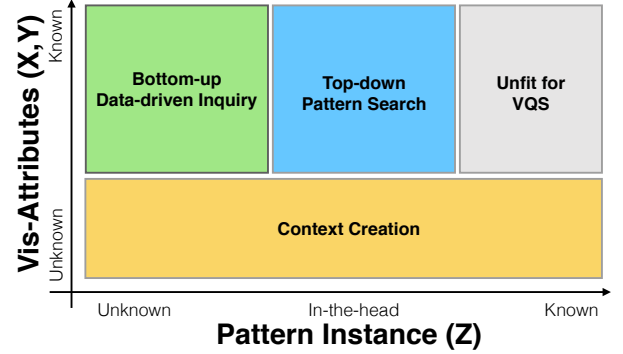 Vis-Attributes (X,Y)
Known
Unknown
Bottom-up
Data-driven Inquiry
Top-down
Pattern Search
Unfit for
VQS
Context Creation
Unknown
In-the-head
Known
Pattern Instance (Z)